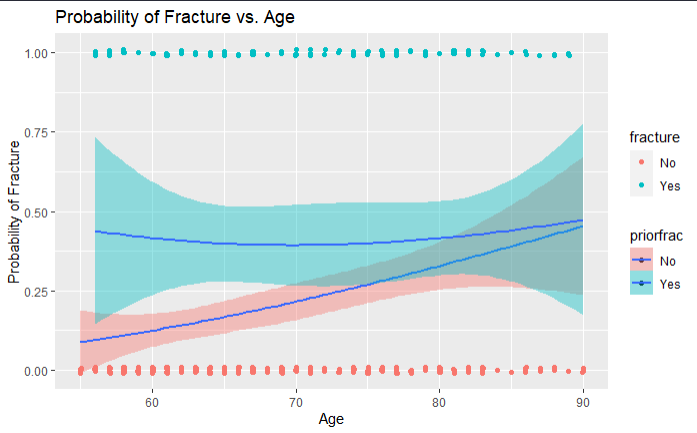 Probability of Fracture vs. Age
Probability of Fracture
1.00
0.75
0.50
0.25
0.00
60
70
80
90
Age
fracture
No
Yes
priorfrac
No
Yes